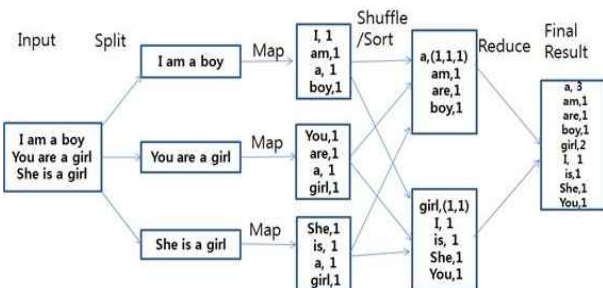 Input
Split
Map
Shuffle
/Sort
Reduce
Final
Result
I am a boy
You are a girl
She is a girl
I am a boy
You are a girl
Map
She is a girl
Map
I, 1
am,1
a, 1
boy,1
You,1
are,1
a, 1
girl,1
She,1
is, 1
a, 1
girl,1
a,(1,1,1)
am,1
are,1
boy,1
girl,(1,1)
I, 1
is, 1
She,1
You,1
a, 3
am,1
are,1
boy,1
girl,2
I, 1
is,1
She,1
You,1